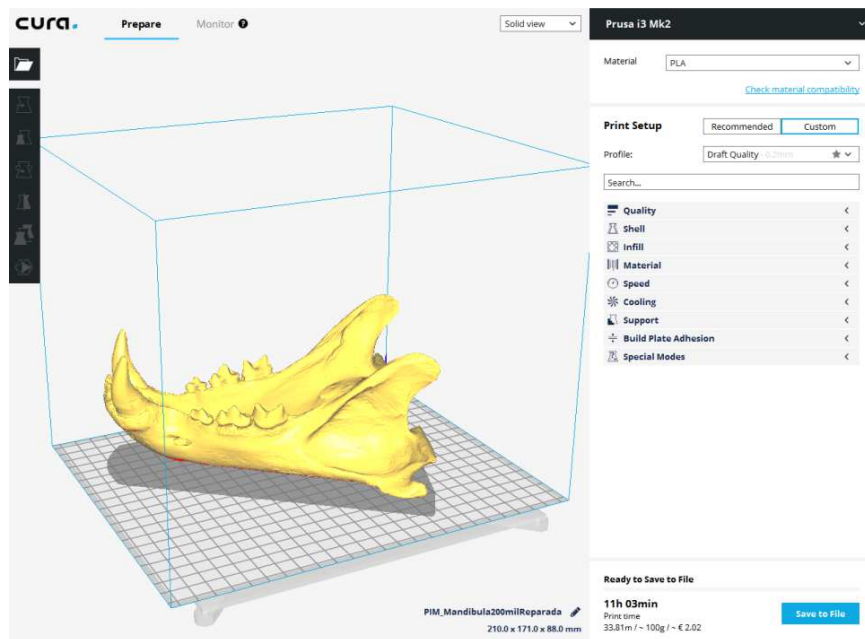 cura.
Prepare
Monitor
Solid view
Prusa i3 Mk2
Material
PLA
Check material compatibility
Print Setup
Recommended
Custom
Profile:
Draft Quality - 0.2mm
Search...
Quality
Shell
Infill
Material
Speed
Cooling
Support
Build Plate Adhesion
Special Modes
PIM_Mandibula200milReparada
210.0 x 171.0 x 88.0 mm
Ready to Save to File
11h 03min
Print time
33.81m / ~ 100g / ~ € 2.02
Save to File